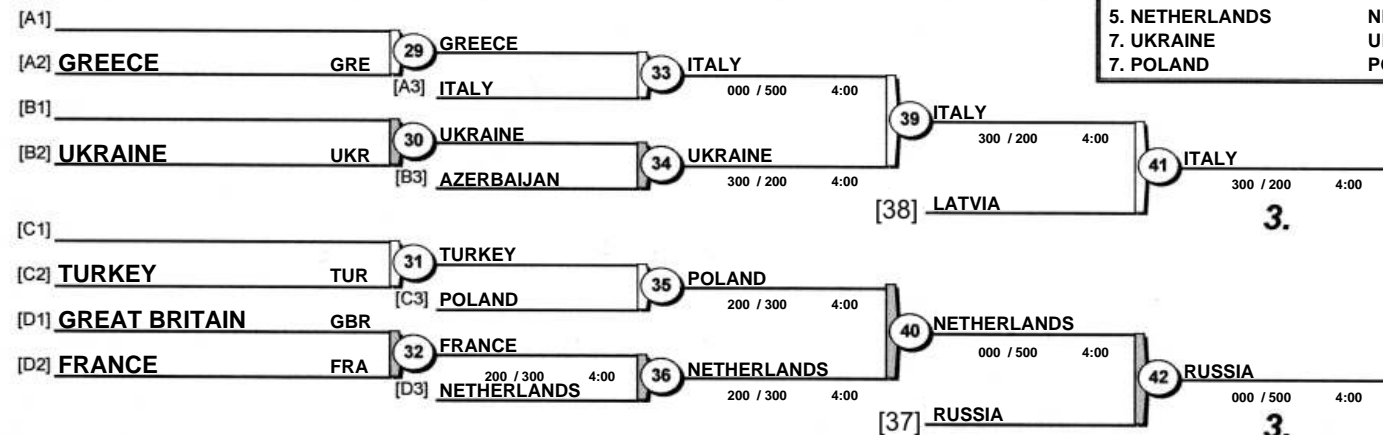 [A1]
[A2] GREECE GRE
29 GREECE
[A3] ITALY
33 ITALY
000 / 500 4:00
[B1]
[B2] UKRAINE UKR
30 UKRAINE
[B3] AZERBAIJAN
34 UKRAINE
300 / 200 4:00
39 ITALY
300 / 200 4:00
[38] LATVIA
41 ITALY
300 / 200 4:00
3.
[C1]
[C2] TURKEY TUR
31 TURKEY
[C3] POLAND
35 POLAND
200 / 300 4:00
[D1] GREAT BRITAIN GBR
[D2] FRANCE FRA
32 FRANCE
200 / 300 4:00
[D3] NETHERLANDS
36 NETHERLANDS
200 / 300 4:00
40 NETHERLANDS
000 / 500 4:00
[37] RUSSIA
42 RUSSIA
000 / 500 4:00
3.
5. NETHERLANDS
7. UKRAINE
7. POLAND